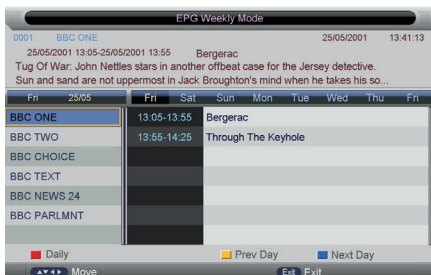 EPG Weekly Mode
0001 BBC ONE 25/05/2001 13:41:13
25/05/2001 13:05-25/05/2001 13:55 Bergerac
Tug Of War: John Nettles stars in another offbeat case for the Jersey detective.
Sun and sand are not uppermost in Jack Broughton's mind when he takes his so...
Fri 25/05 Fri Sat Sun Mon Tue Wed Thu Fri
BBC ONE 13:05-13:55 Bergerac
BBC TWO 13:55-14:25 Through The Keyhole
BBC CHOICE
BBC TEXT
BBC NEWS 24
BBC PARLMNT
Daily Prev Day Next Day
Move Exit Exit